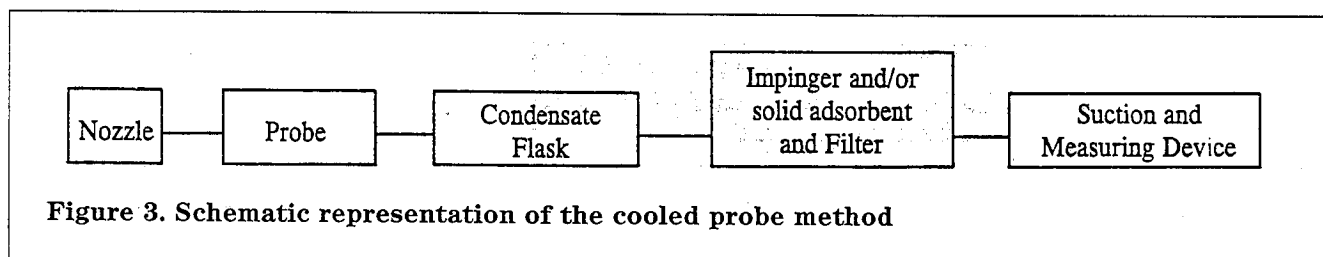 Nozzle
Probe
Condensate
Flask
Impinger and/or
solid adsorbent
and Filter
Suction and
Measuring Device
Figure 3. Schematic representation of the cooled probe method